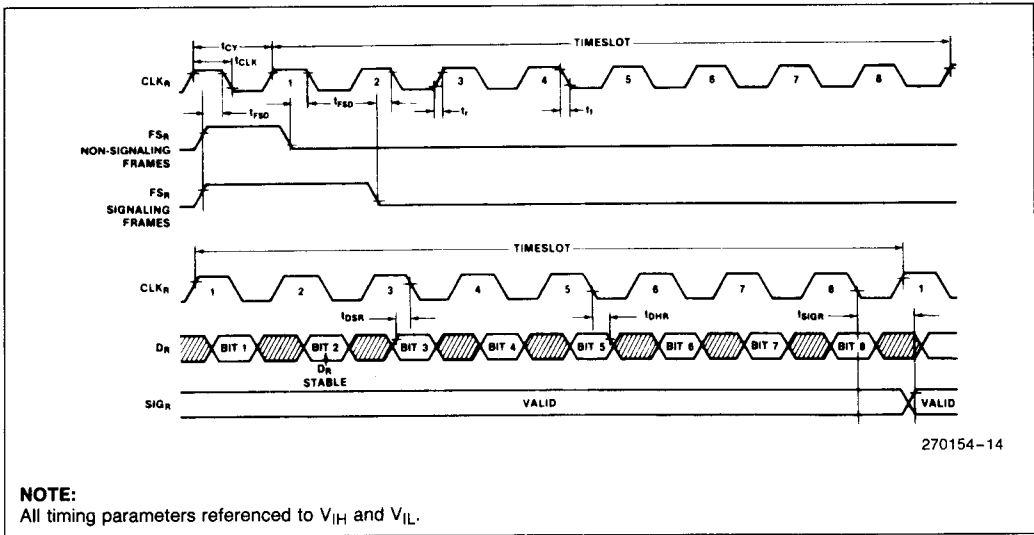 TIMESLOT
tCY
tCLK
CLKR
1 2 3 4 5 6 7 8
tFSD
tFSD
tr
tf
FSR
NON-SIGNALING
FRAMES
FSR
SIGNALING
FRAMES
TIMESLOT
CLKR
1 2 3 4 5 6 7 8 1
tDSR
tDHR
tSIGR
DR
BIT 1 BIT 2 BIT 3 BIT 4 BIT 5 BIT 6 BIT 7 BIT 8
DR
STABLE
SIGR
VALID VALID
270154-14
NOTE:
All timing parameters referenced to VIH and VIL.